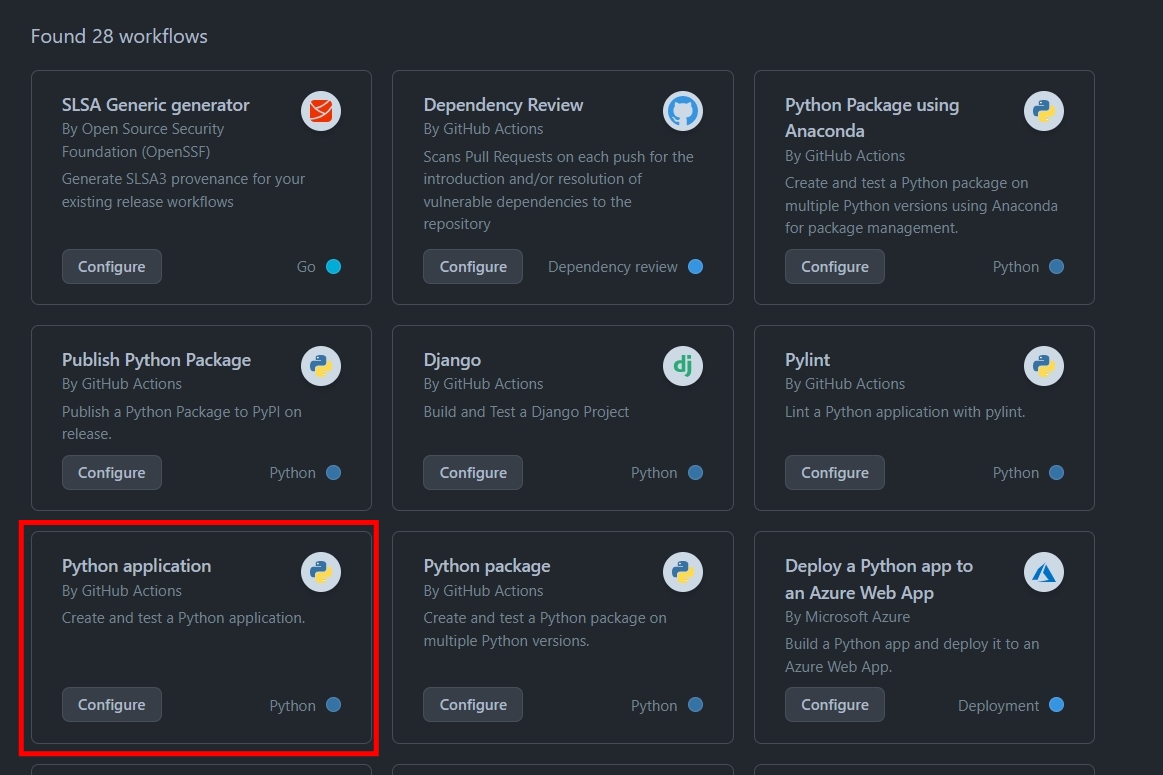 Found 28 workflows
SLSA Generic generator
By Open Source Security
Foundation (OpenSSF)
Generate SLSA3 provenance for your
existing release workflows
Configure
Go
Dependency Review
By GitHub Actions
Scans Pull Requests on each push for the
introduction and/or resolution of
vulnerable dependencies to the
repository
Configure
Dependency review
Python Package using
Anaconda
By GitHub Actions
Create and test a Python package on
multiple Python versions using Anaconda
for package management.
Configure
Python
Publish Python Package
By GitHub Actions
Publish a Python Package to PyPI on
release.
Configure
Python
Django
dj
By GitHub Actions
Build and Test a Django Project
Configure
Python
Pylint
By GitHub Actions
Lint a Python application with pylint.
Configure
Python
Python application
By GitHub Actions
Create and test a Python application.
Configure
Python
Python package
By GitHub Actions
Create and test a Python package on
multiple Python versions.
Configure
Python
Deploy a Python app to
an Azure Web App
By Microsoft Azure
Build a Python app and deploy it to an
Azure Web App.
Configure
Deployment